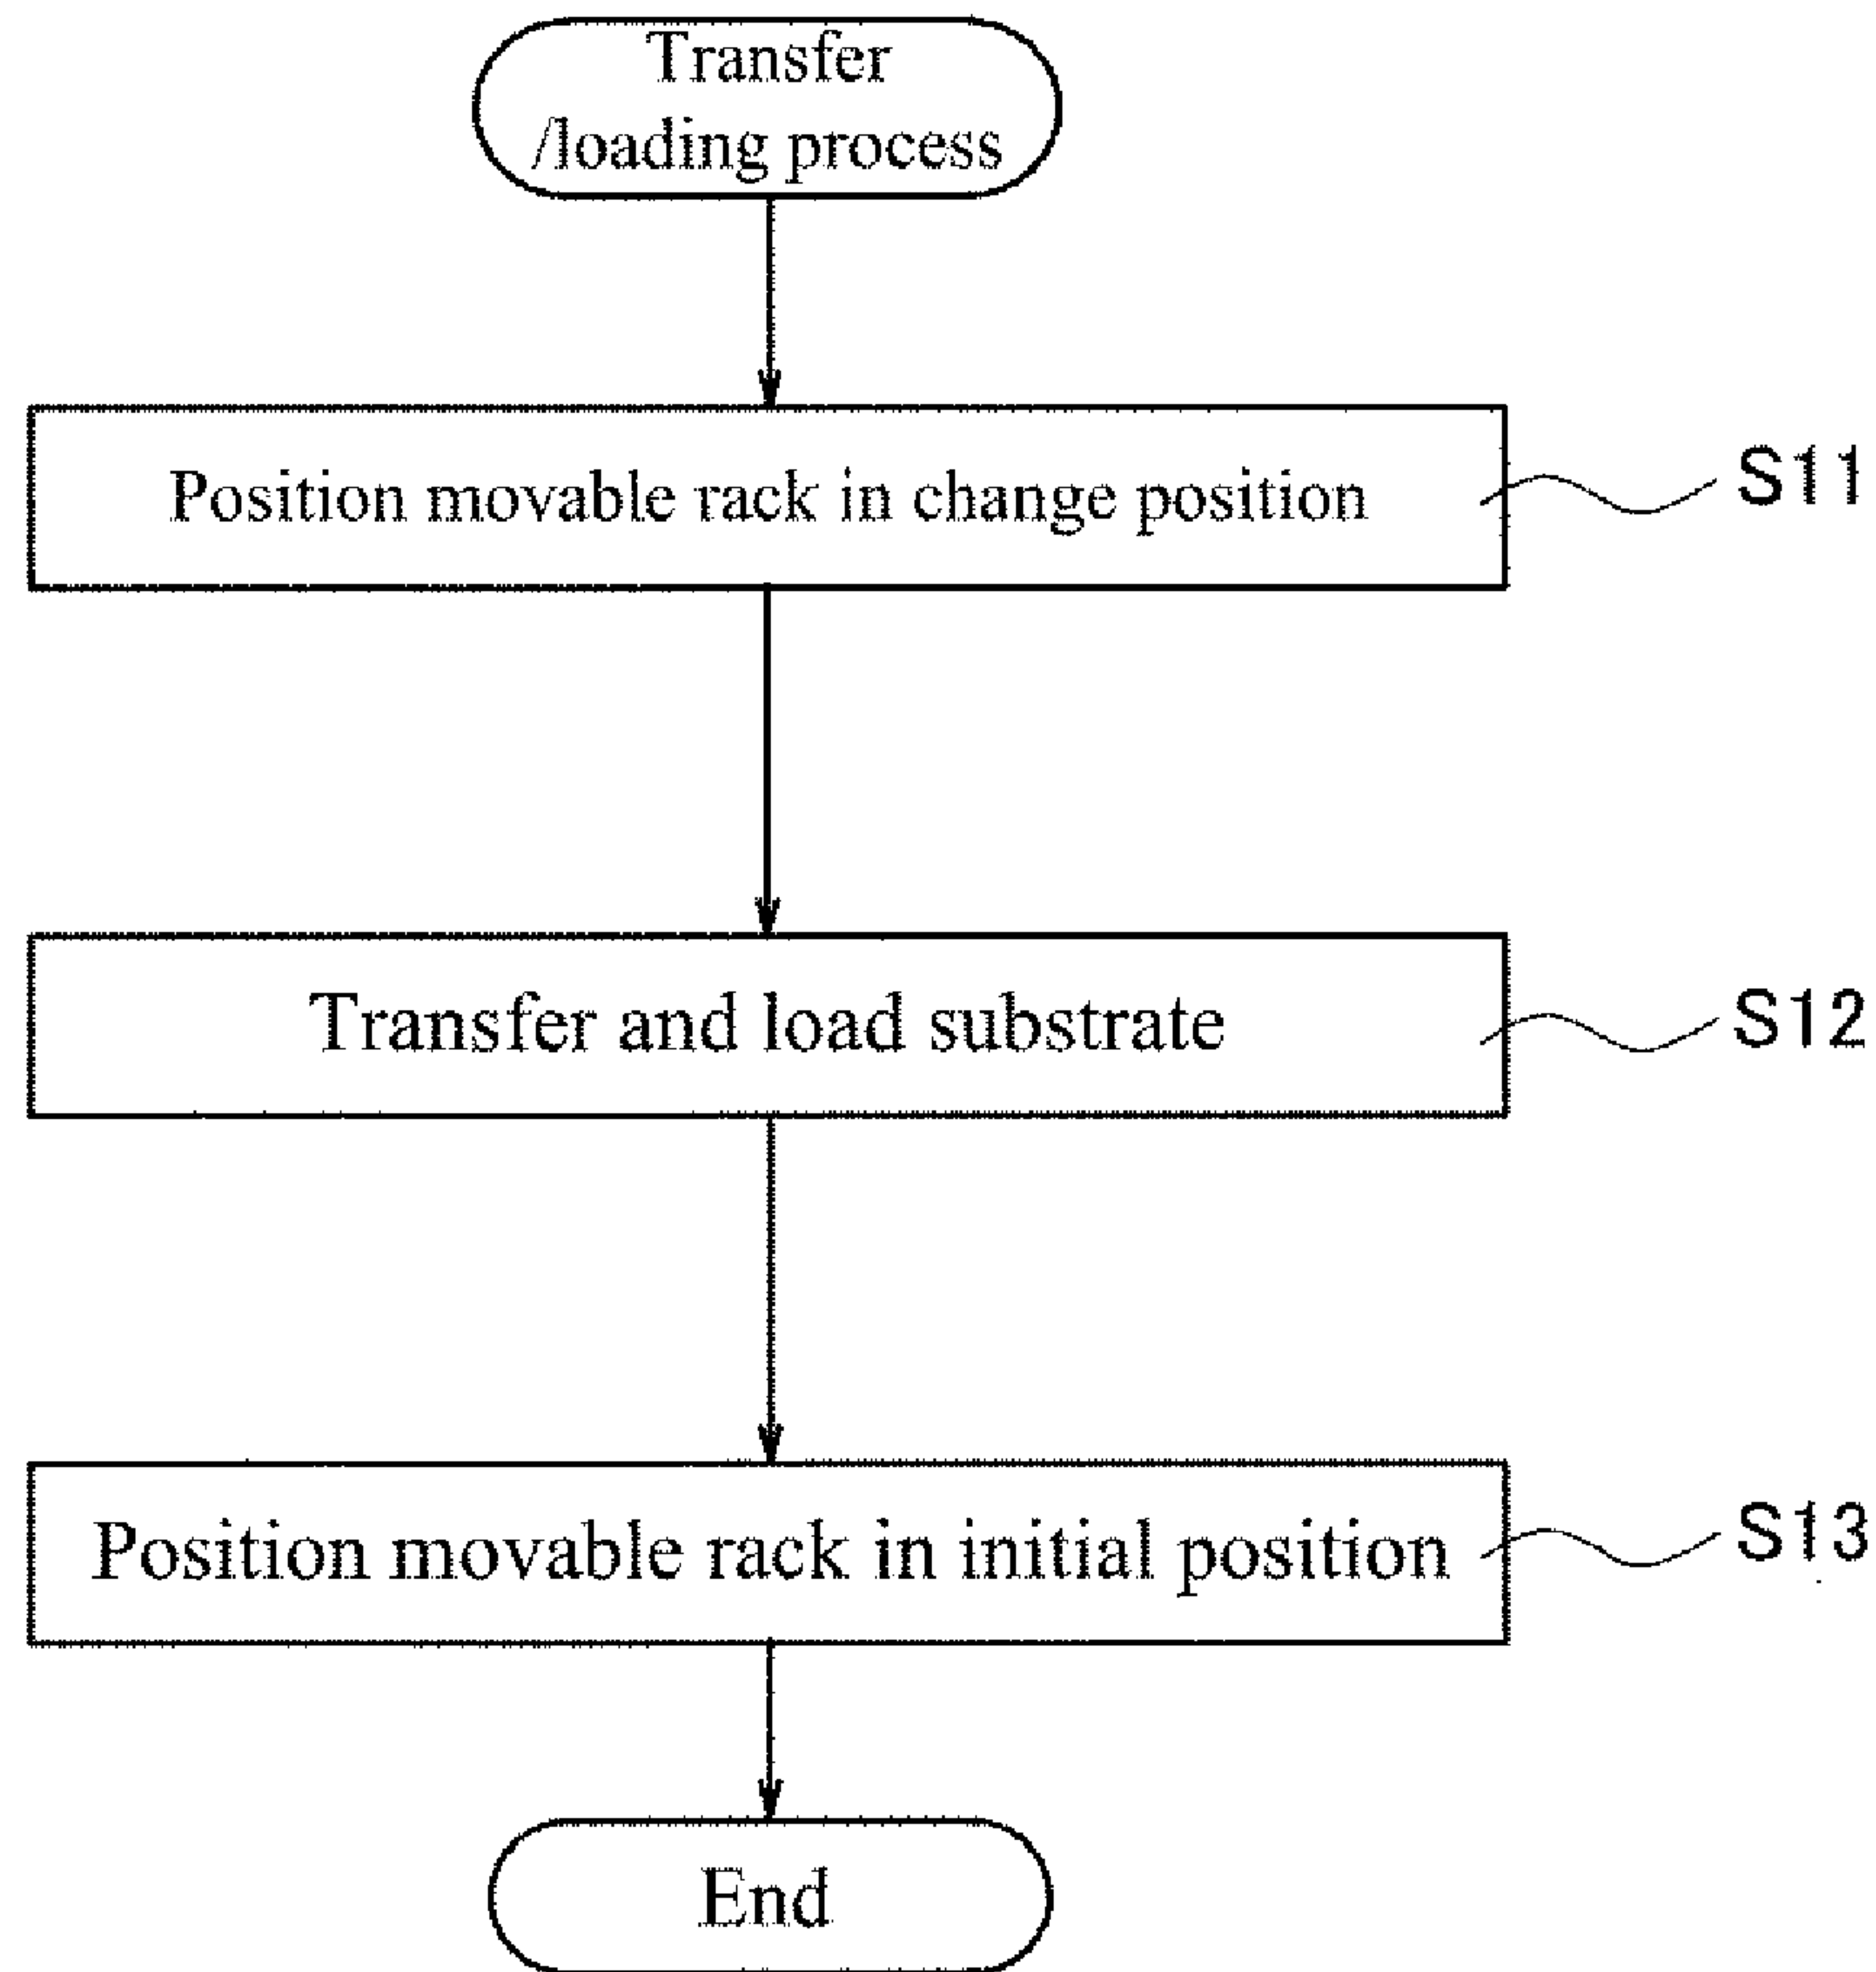 Transfer
/loading process
Position movable rack in change position
S11
Transfer and load substrate
S12
Position movable rack in initial position
S13
End